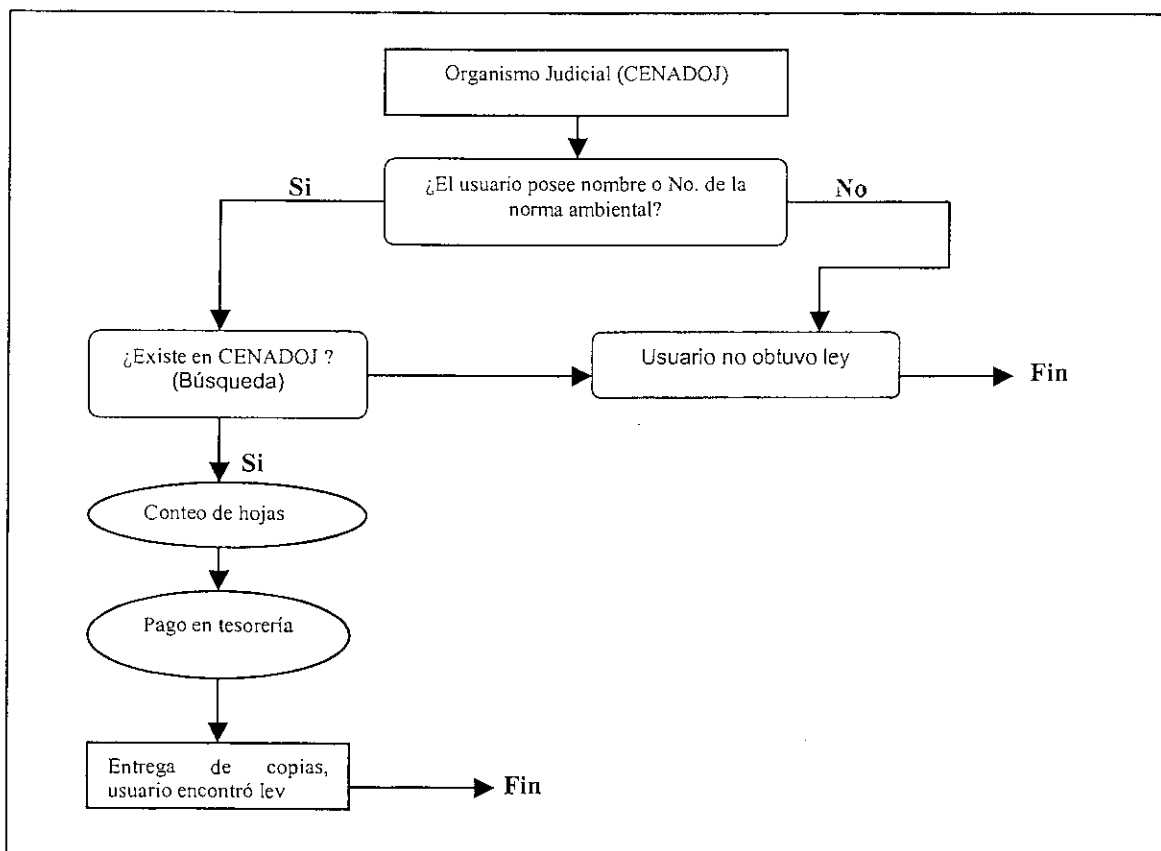 Organismo Judicial (CENADOJ)
¿El usuario posee nombre o No. de la
norma ambiental?
Si
No
¿Existe en CENADOJ ?
(Búsqueda)
Usuario no obtuvo ley
Fin
Si
Conteo de hojas
Pago en tesorería
Entrega de copias,
usuario encontró ley
Fin